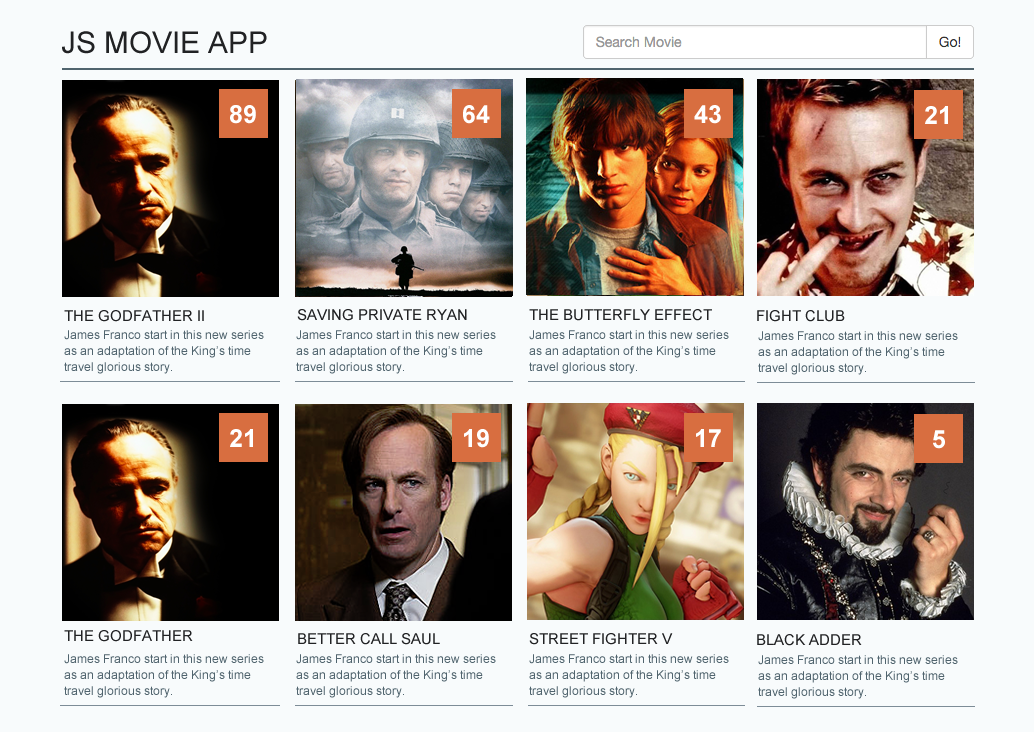 JS MOVIE APP
Search Movie Go!
89
64
43
21
THE GODFATHER II
James Franco start in this new series
as an adaptation of the King's time
travel glorious story.
SAVING PRIVATE RYAN
James Franco start in this new series
as an adaptation of the King's time
travel glorious story.
THE BUTTERFLY EFFECT
James Franco start in this new series
as an adaptation of the King's time
travel glorious story.
FIGHT CLUB
James Franco start in this new series
as an adaptation of the King's time
travel glorious story.
21
19
17
5
THE GODFATHER
James Franco start in this new series
as an adaptation of the King's time
travel glorious story.
BETTER CALL SAUL
James Franco start in this new series
as an adaptation of the King's time
travel glorious story.
STREET FIGHTER V
James Franco start in this new series
as an adaptation of the King's time
travel glorious story.
BLACK ADDER
James Franco start in this new series
as an adaptation of the King's time
travel glorious story.